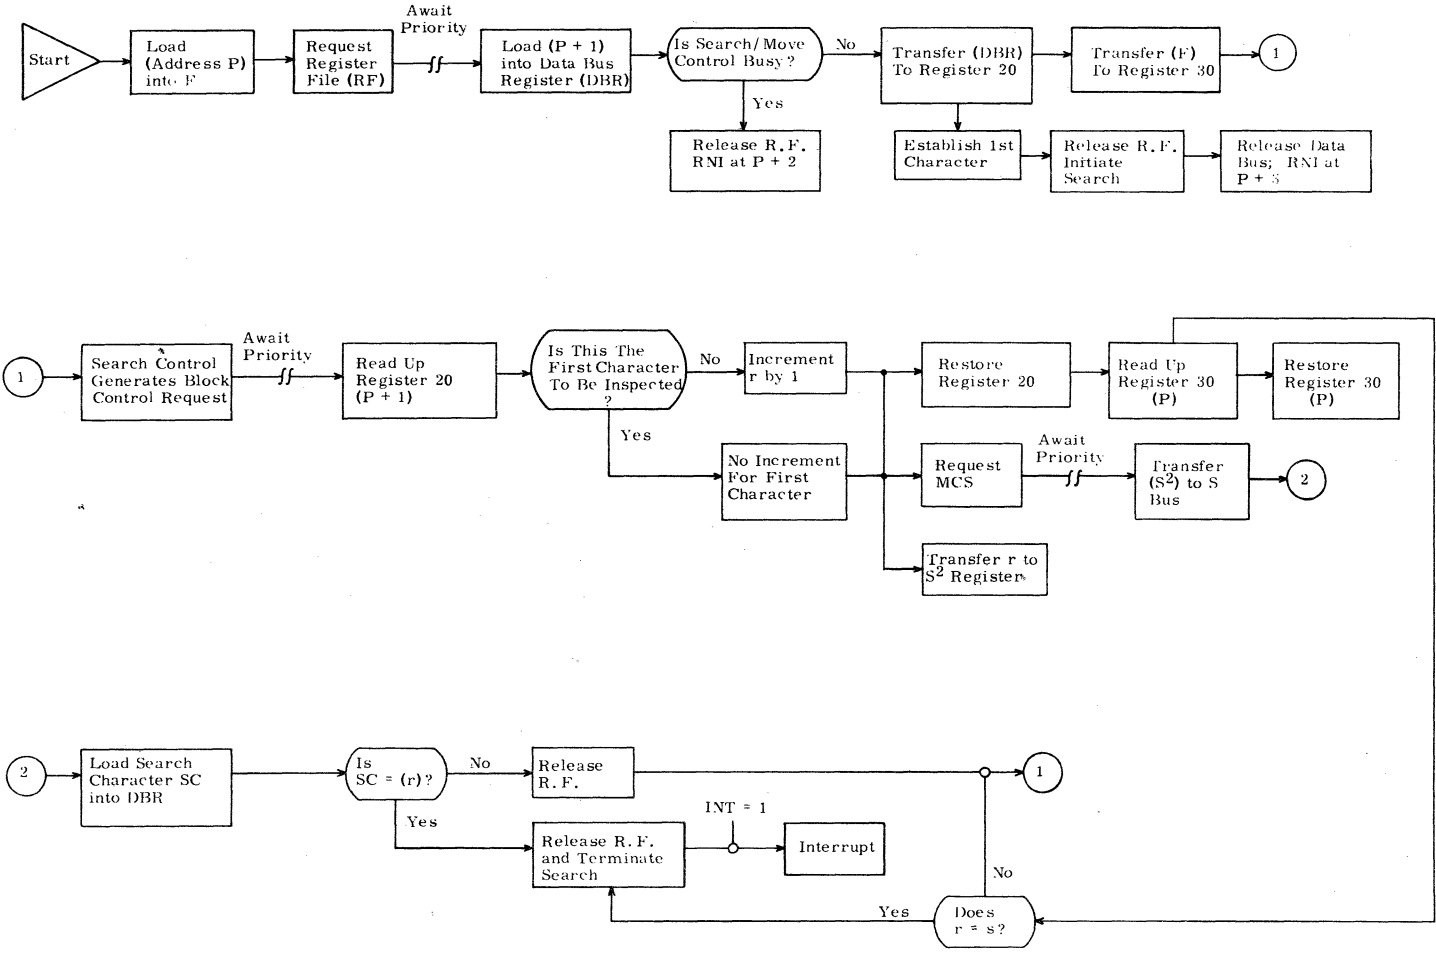 Start
Load
(Address P)
into F
Request
Register
File (RF)
Await
Priority
Load (P + 1)
into Data Bus
Register (DBR)
Is Search/Move
Control Busy?
No
Yes
Release R.F.
RNI at P + 2
Transfer (DBR)
To Register 20
Transfer (F)
To Register 30
1
Establish 1st
Character
Release R.F.
Initiate
Search
Release Data
Bus; RNI at
P + 3
1
Search Control
Generates Block
Control Request
Await
Priority
Read Up
Register 20
(P + 1)
Is This The
First Character
To Be Inspected
?
No
Yes
Increment
r by 1
No Increment
For First
Character
Restore
Register 20
Read Up
Register 30
(P)
Restore
Register 30
(P)
Request
MCS
Await
Priority
Transfer
(S²) to S
Bus
2
Transfer r to
S² Register
2
Load Search
Character SC
into DBR
Is
SC = (r)?
No
Yes
Release
R.F.
1
Release R.F.
and Terminate
Search
INT = 1
Interrupt
No
Yes
Does
r = s?